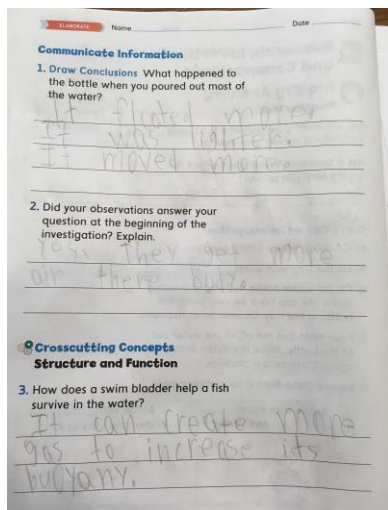 ELABORATE Name Date
Communicate Information
1. Draw Conclusions What happened to
the bottle when you poured out most of
the water?
It floated more.
It was lighter.
It moved more.
2. Did your observations answer your
question at the beginning of the
investigation? Explain.
Yes, they got more
air there body.
Crosscutting Concepts
Structure and Function
3. How does a swim bladder help a fish
survive in the water?
It can create more
gas to increase its
bucyany.